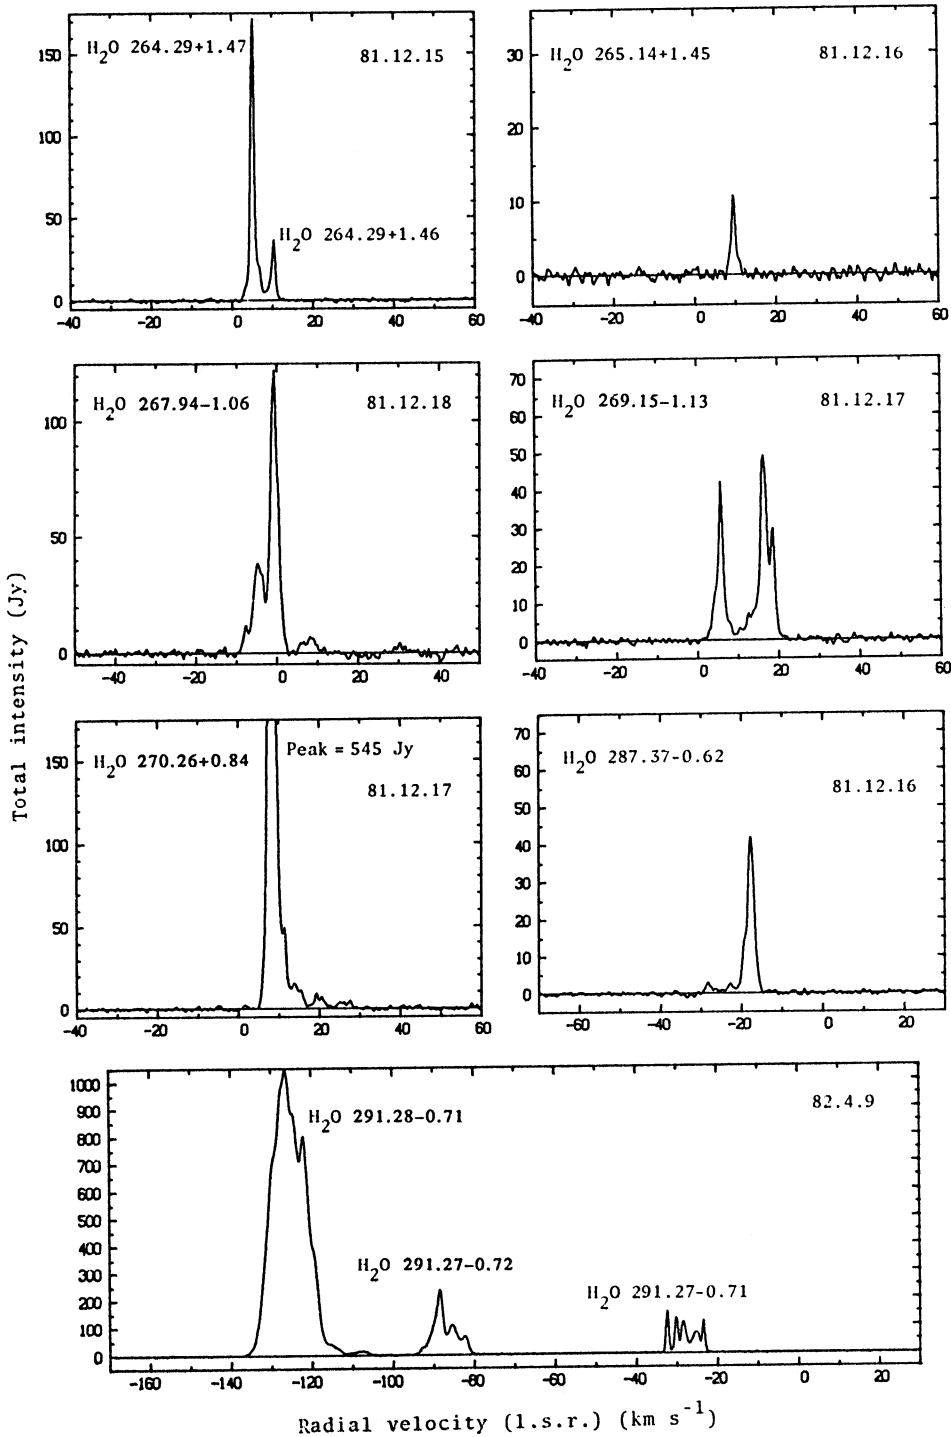 H2O 264.29+1.47 81.12.15
H2O 264.29+1.46
150
100
50
0
-40 -20 0 20 40 60
H2O 265.14+1.45 81.12.16
30
20
10
0
-40 -20 0 20 40 60
H2O 267.94-1.06 81.12.18
100
50
0
-40 -20 0 20 40
H2O 269.15-1.13 81.12.17
70
60
50
40
30
20
10
0
-40 -20 0 20 40 60
H2O 270.26+0.84 Peak = 545 Jy
81.12.17
150
100
50
0
-40 -20 0 20 40 60
H2O 287.37-0.62
81.12.16
70
60
50
40
30
20
10
0
-60 -40 -20 0 20
Total intensity (Jy)
82.4.9
H2O 291.28-0.71
H2O 291.27-0.72
H2O 291.27-0.71
1000
900
800
700
600
500
400
300
200
100
0
-160 -140 -120 -100 -80 -60 -40 -20 0 20
Radial velocity (l.s.r.) (km s-1)